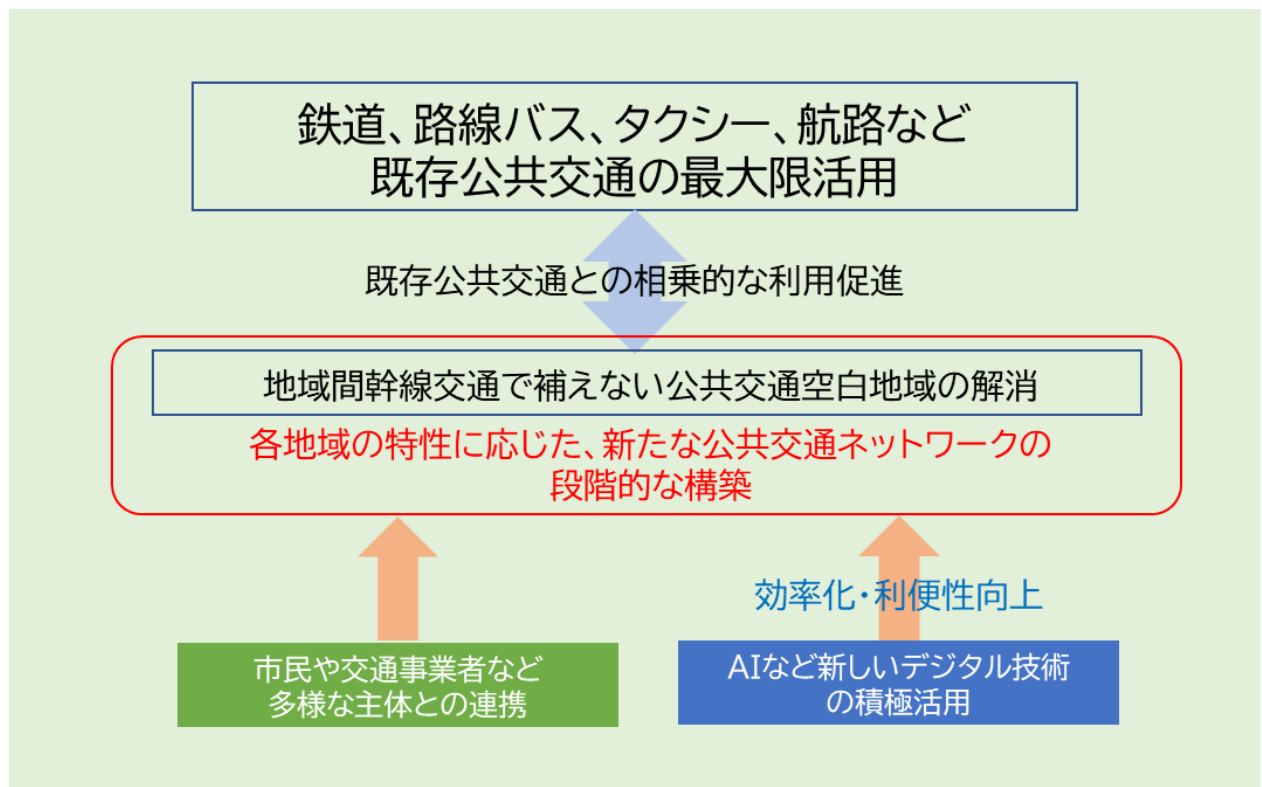 鉄道、路線バス、タクシー、航路など
既存公共交通の最大限活用
既存公共交通との相乗的な利用促進
地域間幹線交通で補えない公共交通空白地域の解消
各地域の特性に応じた、新たな公共交通ネットワークの
段階的な構築
効率化・利便性向上
市民や交通事業者など
多様な主体との連携
AIなど新しいデジタル技術
の積極活用